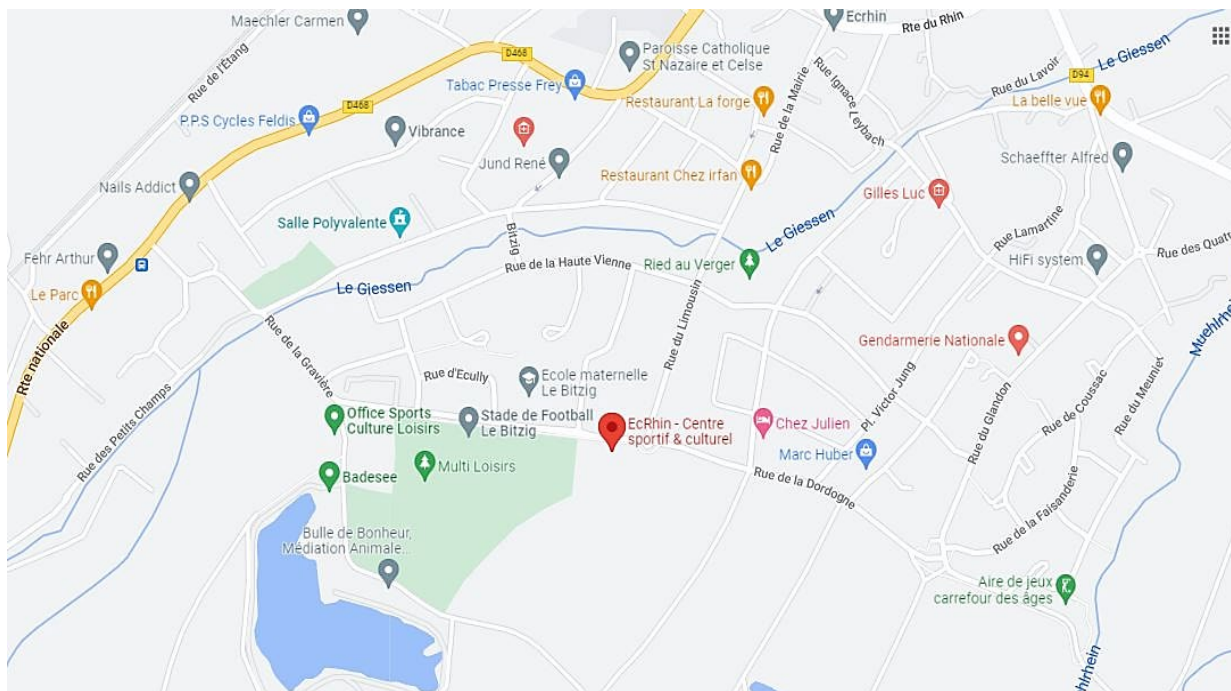 Maechler Carmen
Ecrhin
Rte du Rhin
Rue de l'Étang
D468
Paroisse Catholique
St Nazaire et Celse
Le Giessen
Rue du Lavoir
D94
Tabac Presse Frey
Restaurant La forge
Rue de la Mairie
Rue Ignace Leybach
La belle vue
D468
P.P.S Cycles Feldis
Vibrance
Jund René
Restaurant Chez irfan
Schaeffter Alfred
Nails Addict
Gilles Luc
Salle Polyvalente
Bitzig
Le Giessen
Rue Lamartine
Rue des Quatre
Fehr Arthur
Rue de la Haute Vienne
Ried au Verger
HiFi system
Le Parc
Le Giessen
Rte nationale
Rue de la Gravière
Rue du Limousin
Gendarmerie Nationale
Muehlrhein
Rue d'Ecully
Ecole maternelle
Le Bitzig
Pl. Victor Jung
Rue du Glandon
Rue de Coussac
Rue du Meunier
Rue des Petits Champs
Office Sports
Culture Loisirs
Stade de Football
Le Bitzig
EcRhin - Centre
sportif & culturel
Chez Julien
Marc Huber
Badesee
Multi Loisirs
Rue de la Dordogne
Rue de la Faisanderie
Bulle de Bonheur,
Médiation Animale...
Aire de jeux
carrefour des âges
Muehlrhein